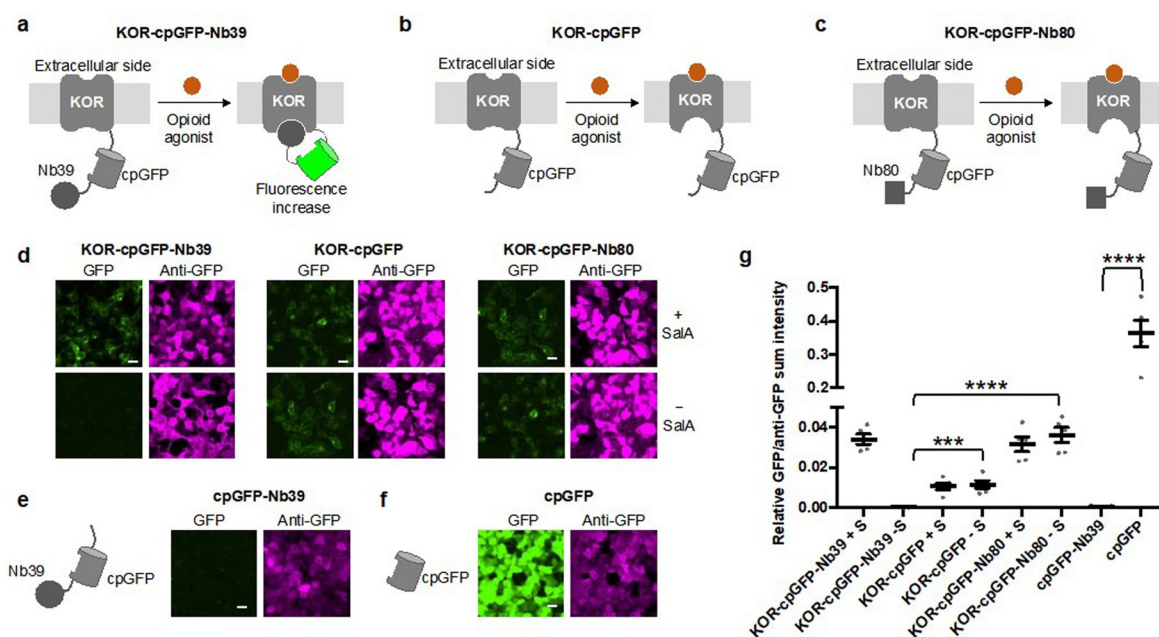 a
KOR-cpGFP-Nb39
Extracellular side
KOR
Opioid
agonist
KOR
Nb39
cpGFP
Fluorescence
increase
b
KOR-cpGFP
Extracellular side
KOR
Opioid
agonist
KOR
cpGFP
cpGFP
c
KOR-cpGFP-Nb80
Extracellular side
KOR
Opioid
agonist
KOR
Nb80
cpGFP
cpGFP
d
KOR-cpGFP-Nb39
GFP
Anti-GFP
KOR-cpGFP
GFP
Anti-GFP
KOR-cpGFP-Nb80
GFP
Anti-GFP
+
SalA
−
SalA
e
cpGFP-Nb39
GFP
Anti-GFP
Nb39
cpGFP
f
cpGFP
GFP
Anti-GFP
cpGFP
g
Relative GFP/anti-GFP sum intensity
0.5
0.4
0.3
0.2
0.04
0.02
0.00
****
****
***
KOR-cpGFP-Nb39 + S
KOR-cpGFP-Nb39 -S
KOR-cpGFP + S
KOR-cpGFP - S
KOR-cpGFP-Nb80 + S
KOR-cpGFP-Nb80 - S
cpGFP-Nb39
cpGFP